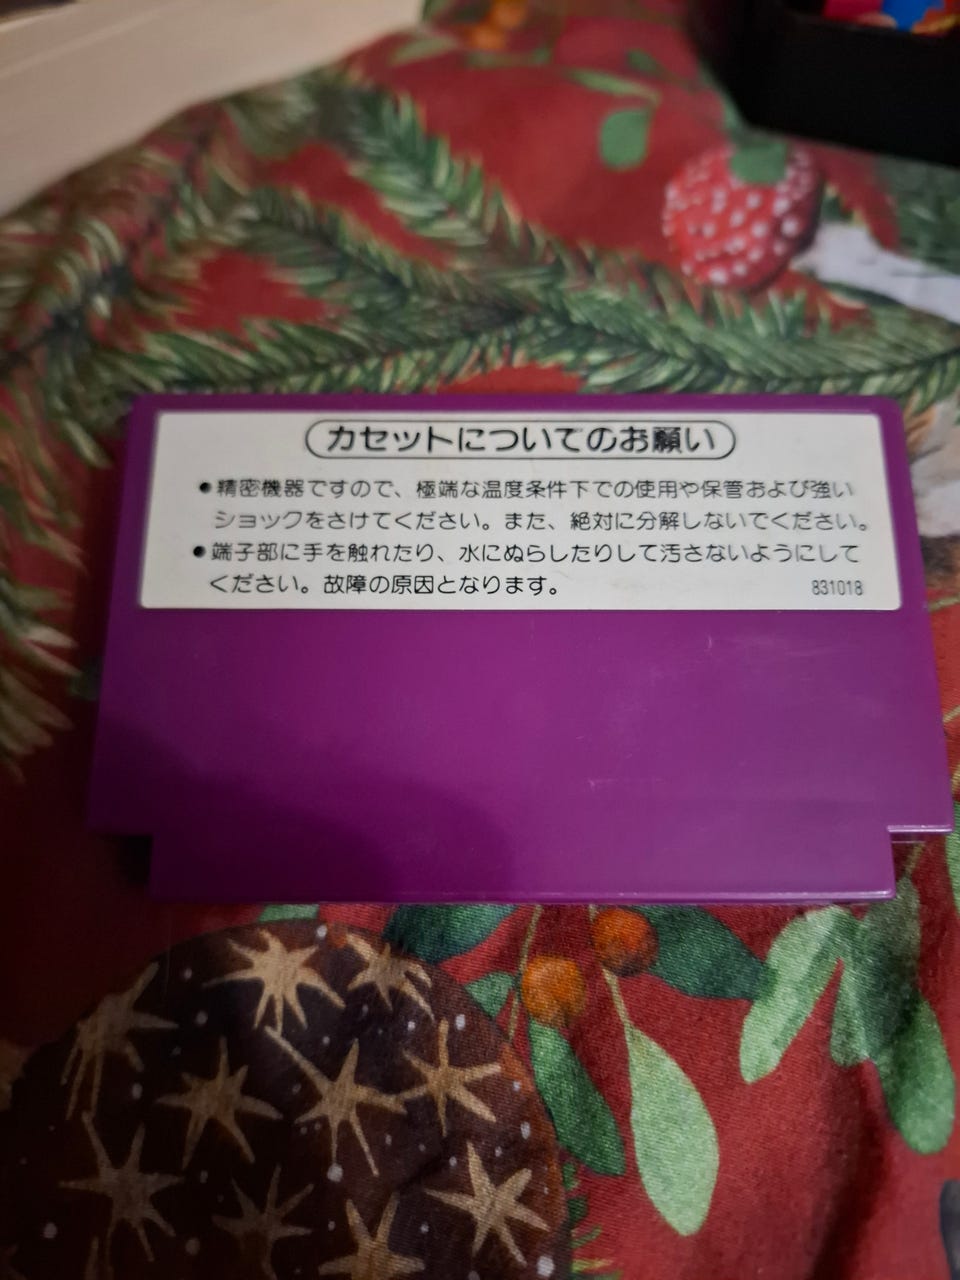 カセットについてのお願い
●精密機器ですので、極端な温度条件下での使用や保管および強い
ショックをさけてください。また、絶対に分解しないでください。
●端子部に手を触れたり、水にぬらしたりして汚さないようにして
ください。故障の原因となります。
831018